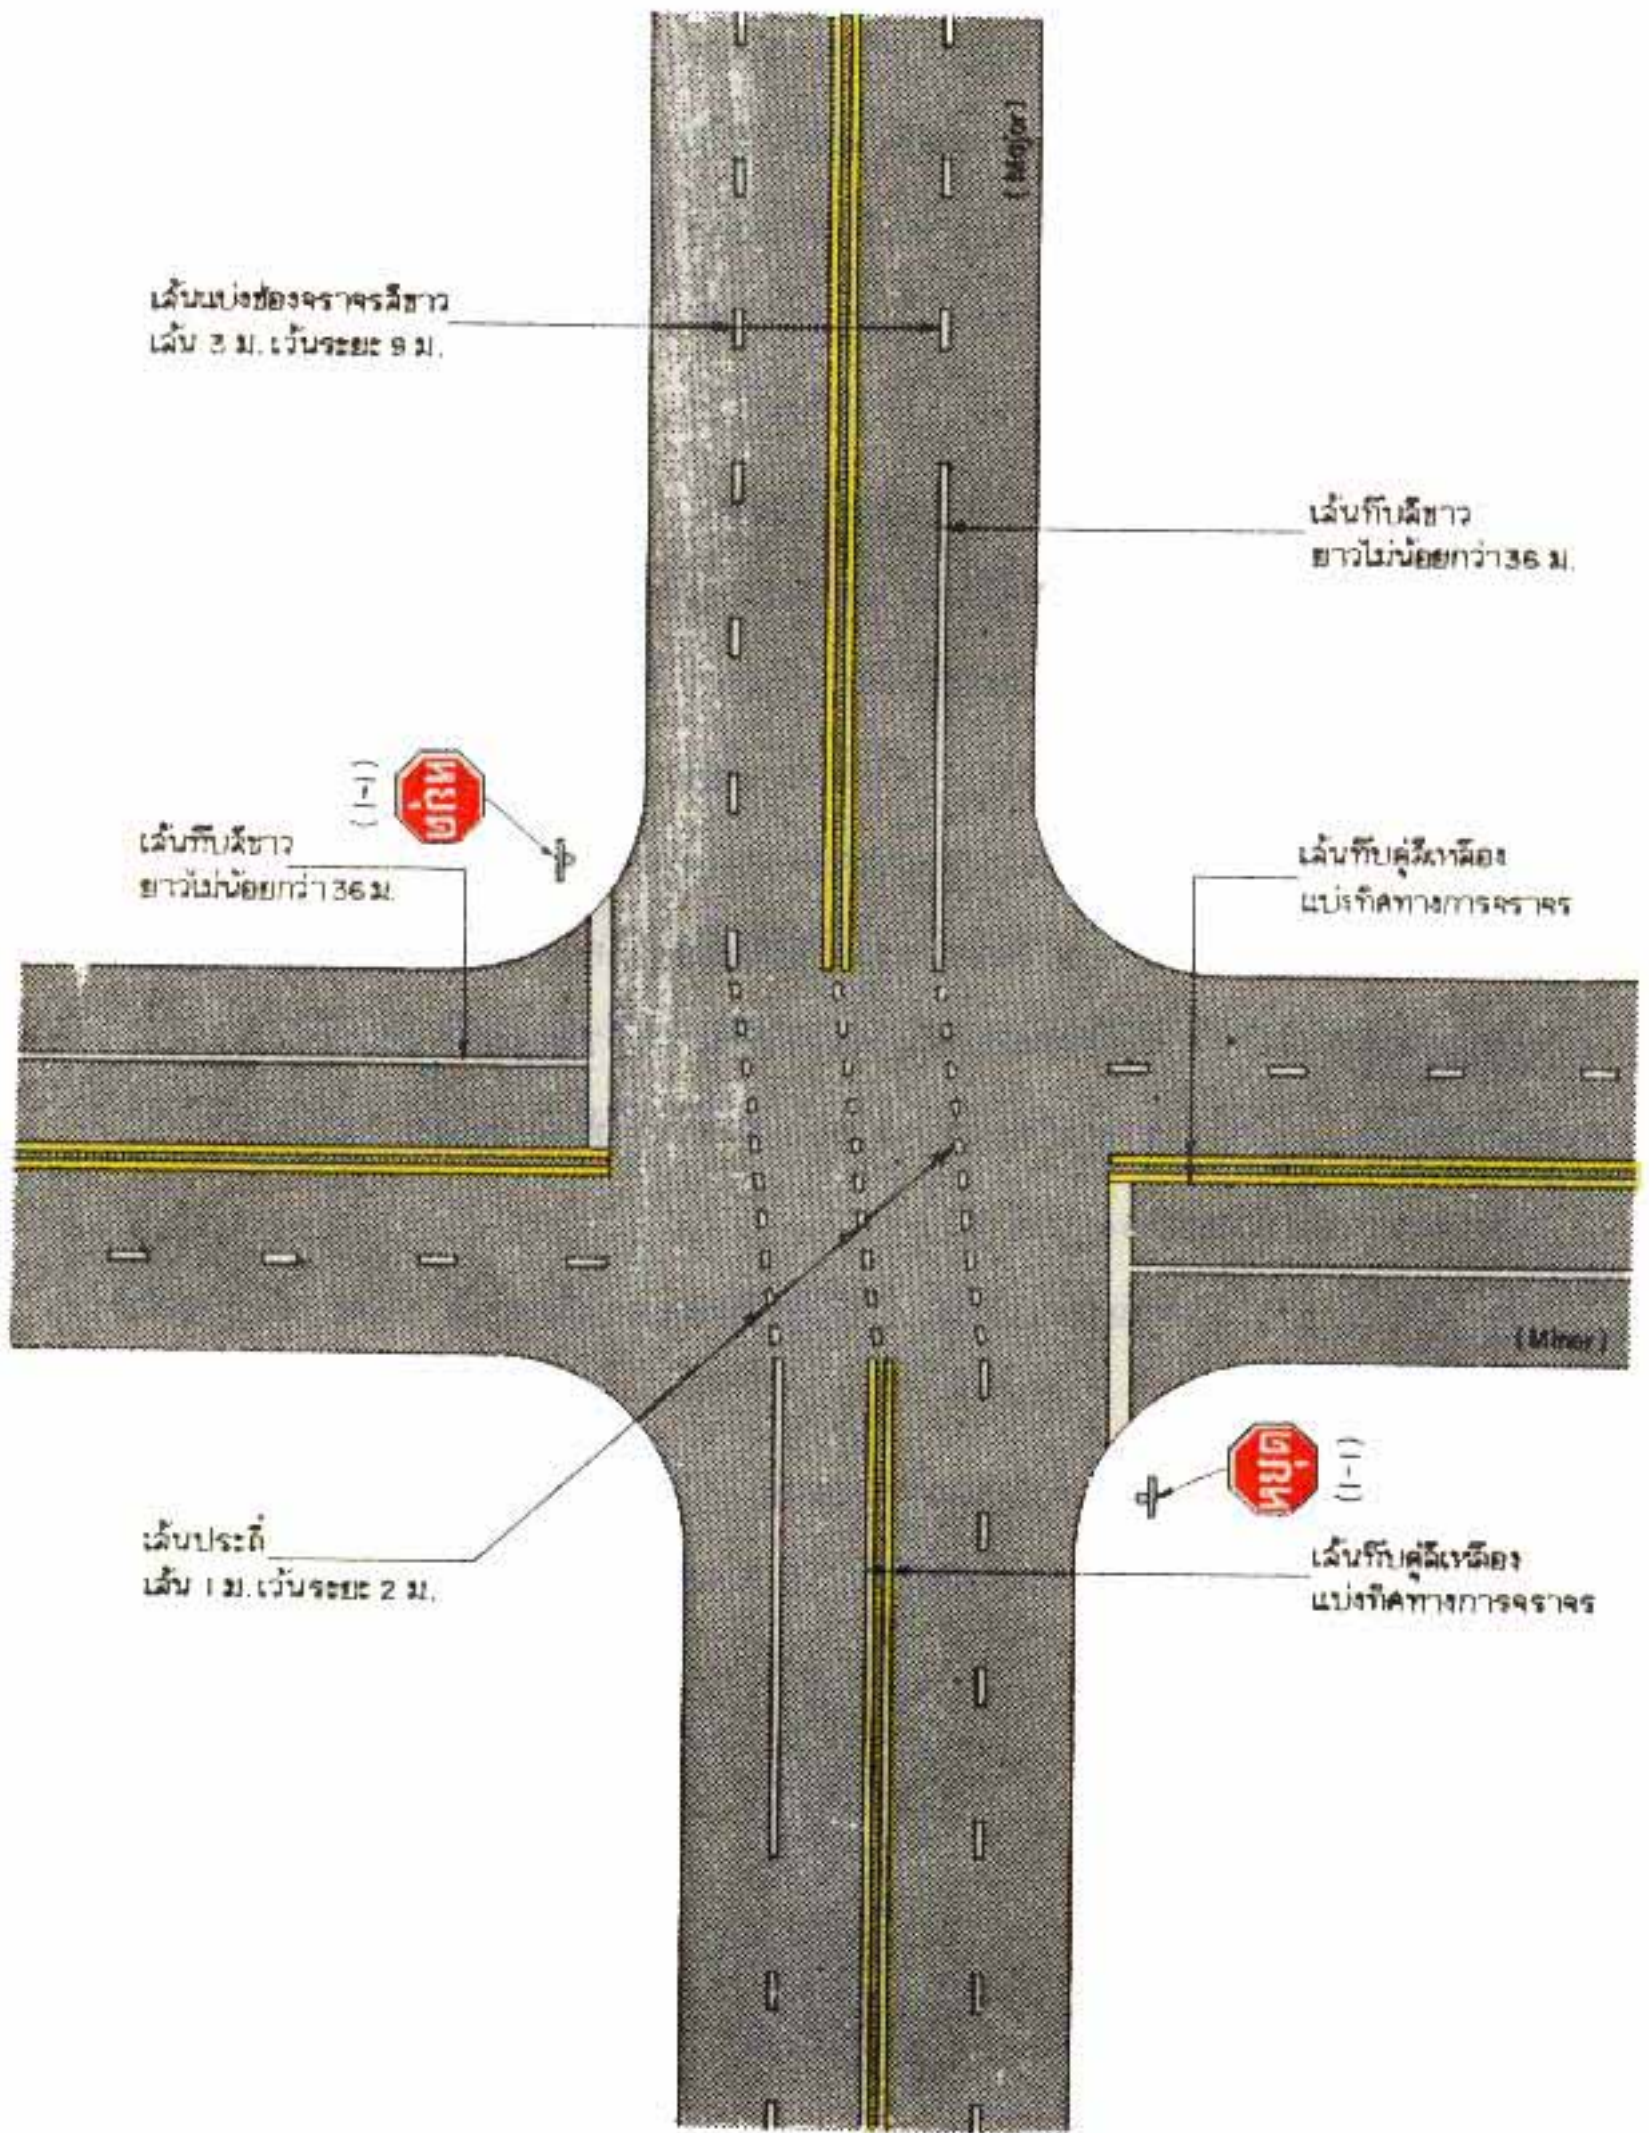 (Major)
เส้นแบ่งช่องจราจรสีขาว
เส้น 3 ม. เว้นระยะ 9 ม.
เส้นทึบสีขาว
ยาวไม่น้อยกว่า 36 ม.
หยุด
เส้นทึบสีขาว
ยาวไม่น้อยกว่า 36 ม.
เส้นทึบคู่สีเหลือง
แบ่งทิศทางการจราจร
(Minor)
หยุด
เส้นประถี่
เส้น 1 ม. เว้นระยะ 2 ม.
เส้นทึบคู่สีเหลือง
แบ่งทิศทางการจราจร